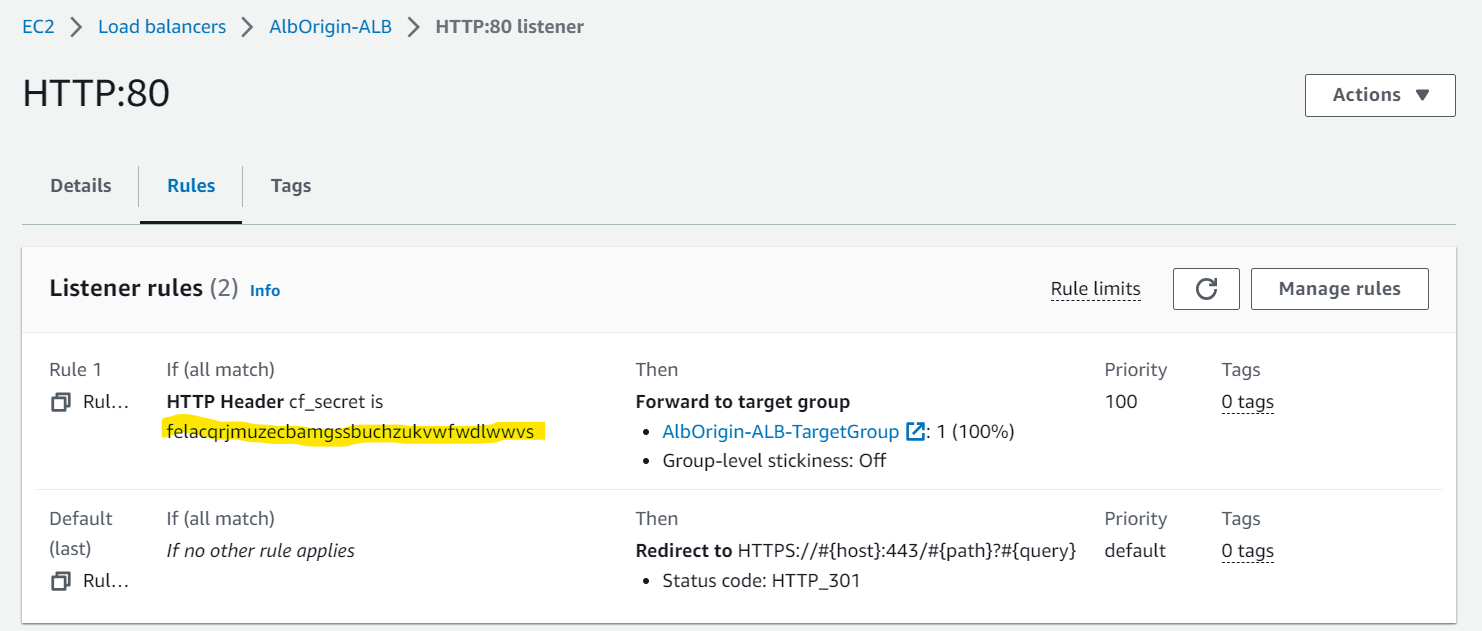 EC2 > Load balancers > AlbOrigin-ALB > HTTP:80 listener
HTTP:80
Actions
Details Rules Tags
Listener rules (2) Info
Rule limits
Manage rules
Rule 1 If (all match) Then Priority Tags
Rul... HTTP Header cf_secret is Forward to target group 100 0 tags
felacqrjmuzecbamgssbuchzukvwfwdlwwvs • AlbOrigin-ALB-TargetGroup : 1 (100%)
• Group-level stickiness: Off
Default If (all match) Then Priority Tags
(last) If no other rule applies Redirect to HTTPS://#{host}:443/#{path}?#{query} default 0 tags
Rul... • Status code: HTTP_301